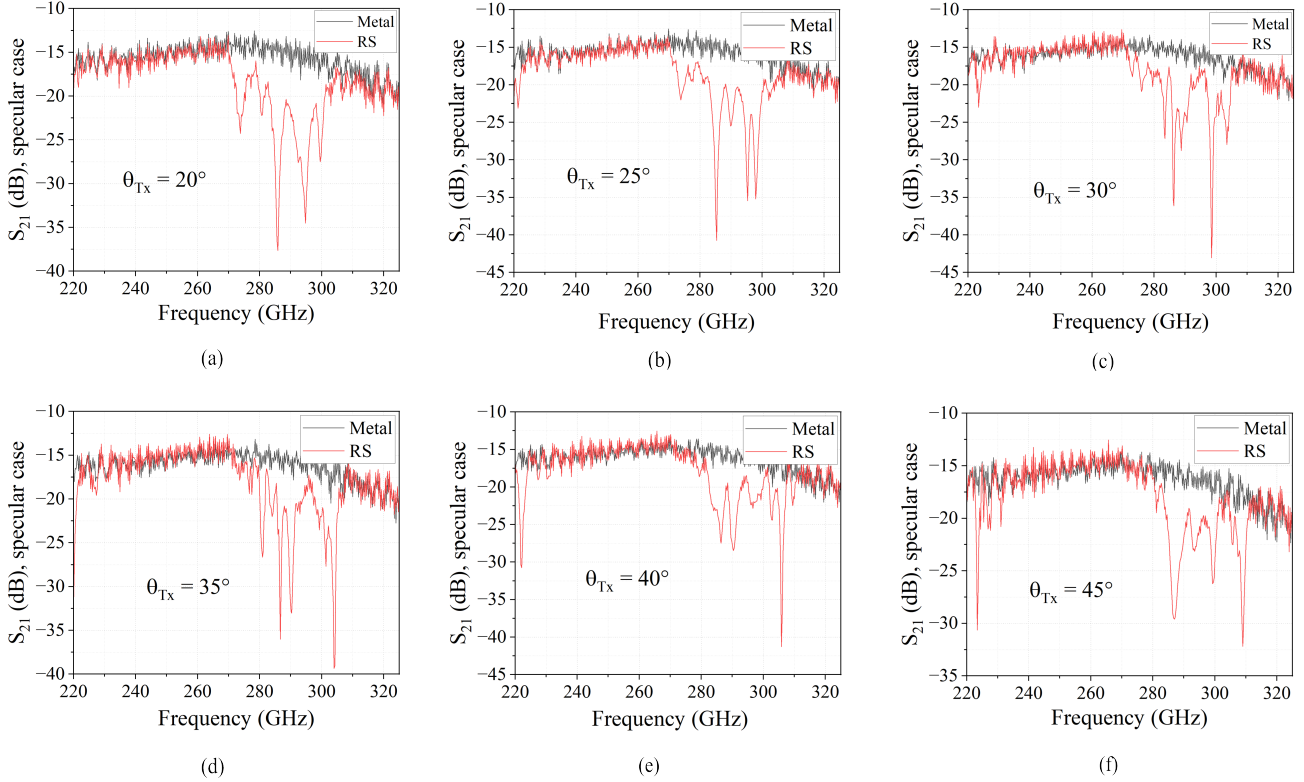 −10
−15
−20
−25
−30
−35
−40
S21 (dB), specular case
Metal
RS
θTx = 20°
220 240 260 280 300 320
Frequency (GHz)
(a)
−10
−15
−20
−25
−30
−35
−40
−45
S21 (dB), specular case
Metal
RS
θTx = 25°
220 240 260 280 300 320
Frequency (GHz)
(b)
−10
−15
−20
−25
−30
−35
−40
−45
S21 (dB), specular case
Metal
RS
θTx = 30°
220 240 260 280 300 320
Frequency (GHz)
(c)
−10
−15
−20
−25
−30
−35
−40
S21 (dB), specular case
Metal
RS
θTx = 35°
220 240 260 280 300 320
Frequency (GHz)
(d)
−10
−15
−20
−25
−30
−35
−40
−45
S21 (dB), specular case
Metal
RS
θTx = 40°
220 240 260 280 300 320
Frequency (GHz)
(e)
−10
−15
−20
−25
−30
−35
S21 (dB), specular case
Metal
RS
θTx = 45°
220 240 260 280 300 320
Frequency (GHz)
(f)